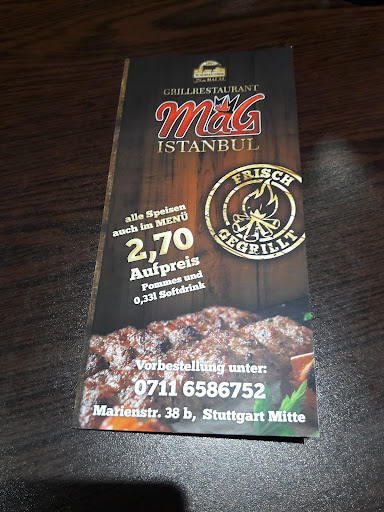 GRILLRESTAURANT
MaG
ISTANBUL
FRISCH
GEGRILLT
alle Speisen
auch im MENÜ
2,70
Aufpreis
Pommes und
0,33l Softdrink
Vorbestellung unter:
0711 6586752
Marienstr. 38 b, Stuttgart Mitte